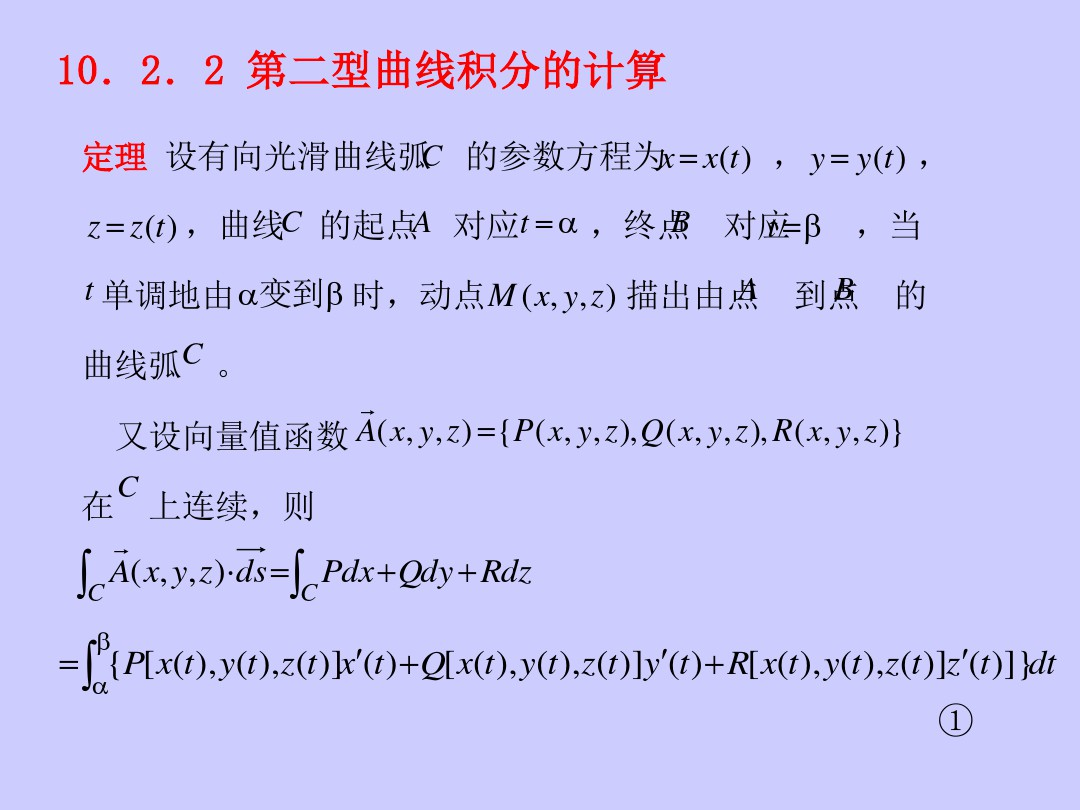 10．2．2 第二型曲线积分的计算
定理 设有向光滑曲线弧C 的参数方程为x=x(t) ，y=y(t)，
z=z(t)，曲线C 的起点A 对应t=α，终点B 对应t=β ，当
t单调地由α变到β时，动点M(x,y,z)描出由点A 到点B 的
曲线弧C 。
又设向量值函数 A⃗(x,y,z)={P(x,y,z),Q(x,y,z),R(x,y,z)}
在C上连续，则
∫_C A⃗(x,y,z)·ds⃗=∫_C Pdx+Qdy+Rdz
=∫_α^β{P[x(t),y(t),z(t)]x′(t)+Q[x(t),y(t),z(t)]y′(t)+R[x(t),y(t),z(t)]z′(t)]}dt
①